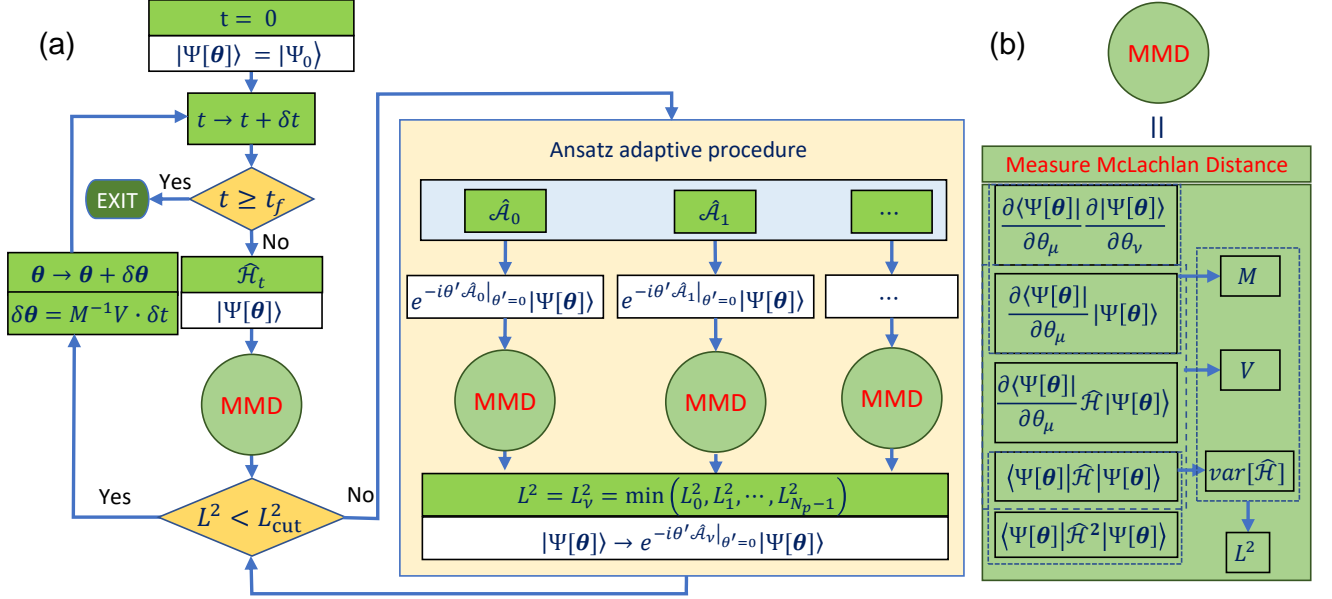 (a)
t = 0
|Ψ[θ]⟩ = |Ψ₀⟩
t → t + δt
t ≥ t_f
Yes
EXIT
No
θ → θ + δθ
δθ = M⁻¹V · δt
Ĥ_t
|Ψ[θ]⟩
MMD
L² < L²_cut
Yes
No
Ansatz adaptive procedure
𝒜̂₀
𝒜̂₁
⋯
e^{-iθ′𝒜̂₀}|_{θ′=0}|Ψ[θ]⟩
e^{-iθ′𝒜̂₁}|_{θ′=0}|Ψ[θ]⟩
⋯
MMD
MMD
MMD
L² = L²_ν = min(L²_0, L²_1, ⋯, L²_{N_p−1})
|Ψ[θ]⟩ → e^{-iθ′𝒜̂_ν}|_{θ′=0}|Ψ[θ]⟩
(b)
MMD
=
Measure McLachlan Distance
∂⟨Ψ[θ]|/∂θ_μ ∂|Ψ[θ]⟩/∂θ_ν
∂⟨Ψ[θ]|/∂θ_μ |Ψ[θ]⟩
∂⟨Ψ[θ]|/∂θ_μ Ĥ|Ψ[θ]⟩
⟨Ψ[θ]|Ĥ|Ψ[θ]⟩
⟨Ψ[θ]|Ĥ²|Ψ[θ]⟩
M
V
var[Ĥ]
L²